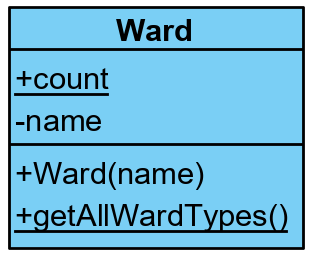 Ward
+count
-name
+Ward(name)
+getAllWardTypes()